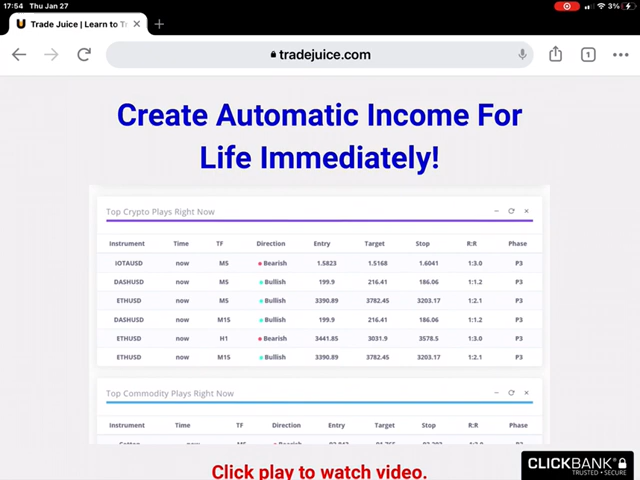 17:54 Thu Jan 27 3%
Trade Juice | Learn to Tr
tradejuice.com
1
Create Automatic Income For
Life Immediately!
Top Crypto Plays Right Now
Instrument Time TF Direction Entry Target Stop R:R Phase
IOTAUSD now M5 Bearish 1.5823 1.5168 1.6041 1:3.0 P3
DASHUSD now M5 Bullish 199.9 216.41 186.06 1:1.2 P3
ETHUSD now M5 Bullish 3390.89 3782.45 3203.17 1:2.1 P3
DASHUSD now M15 Bullish 199.9 216.41 186.06 1:1.2 P3
ETHUSD now H1 Bearish 3441.85 3031.9 3578.5 1:3.0 P3
ETHUSD now M15 Bullish 3390.89 3782.45 3203.17 1:2.1 P3
Top Commodity Plays Right Now
Instrument Time TF Direction Entry Target Stop R:R Phase
Click play to watch video.
CLICKBANK
TRUSTED • SECURE